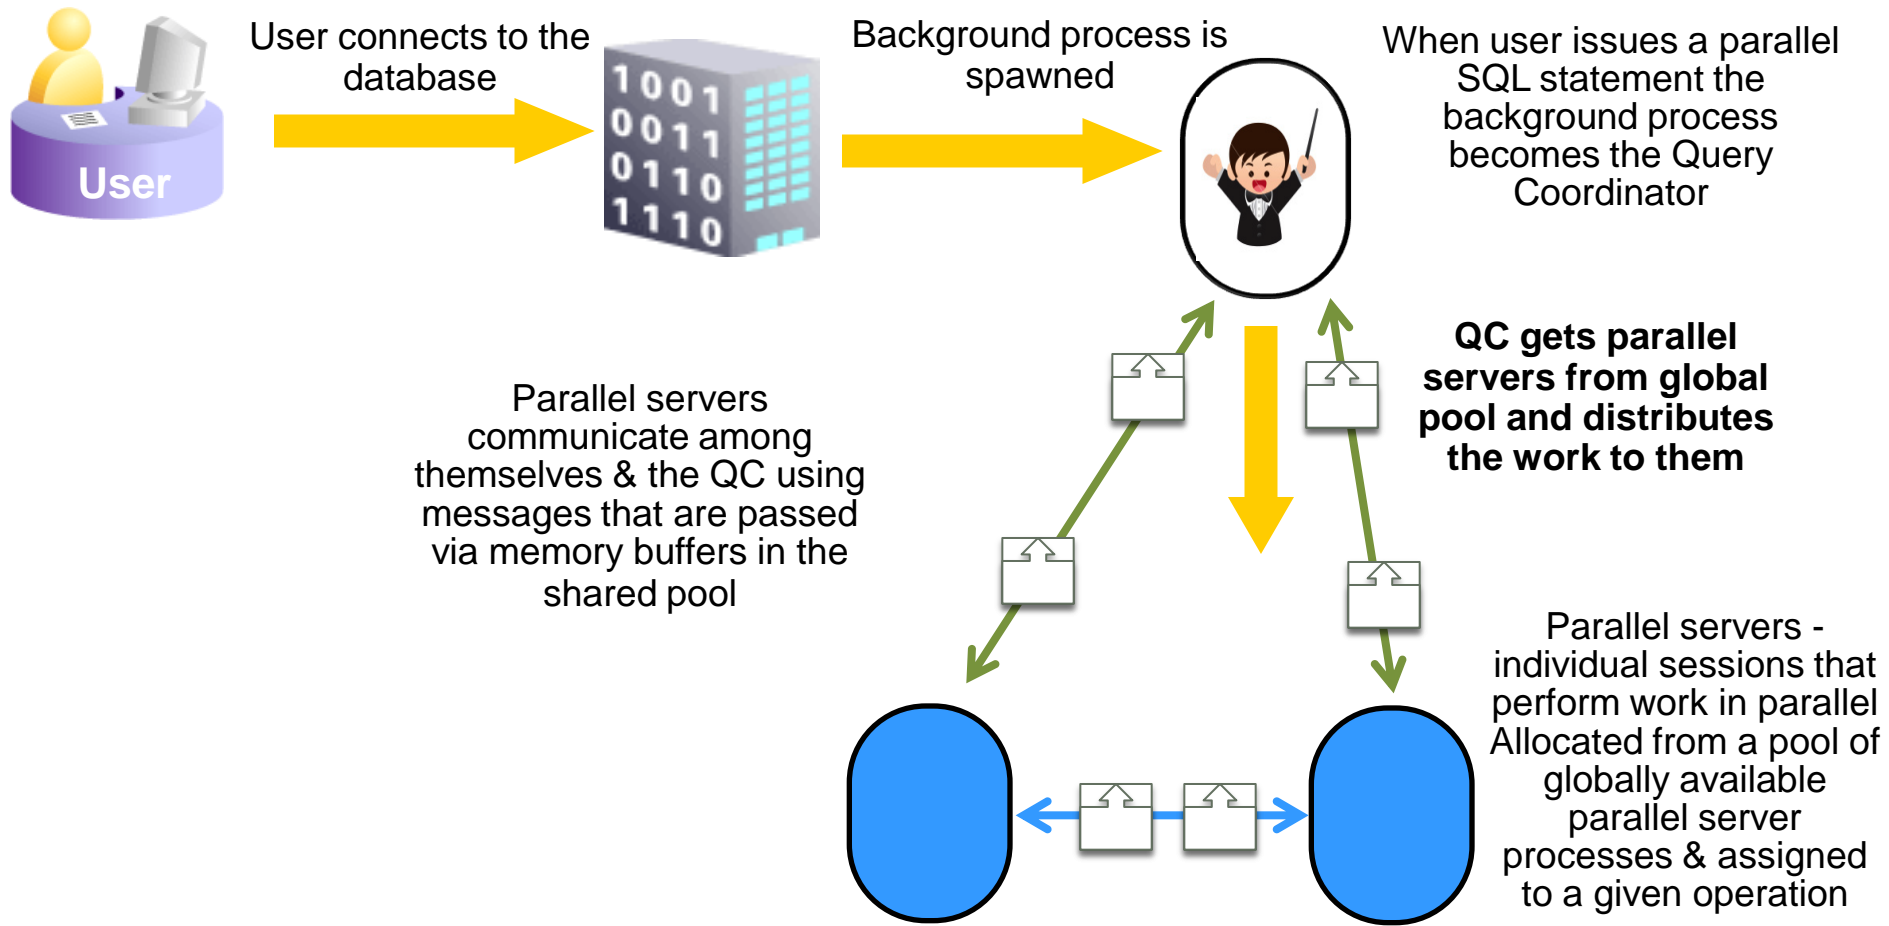 User connects to the
database
Background process is
spawned
When user issues a parallel
SQL statement the
background process
becomes the Query
Coordinator
User
1001
0011
0110
1110
QC gets parallel
servers from global
pool and distributes
the work to them
Parallel servers
communicate among
themselves & the QC using
messages that are passed
via memory buffers in the
shared pool
Parallel servers -
individual sessions that
perform work in parallel
Allocated from a pool of
globally available
parallel server
processes & assigned
to a given operation